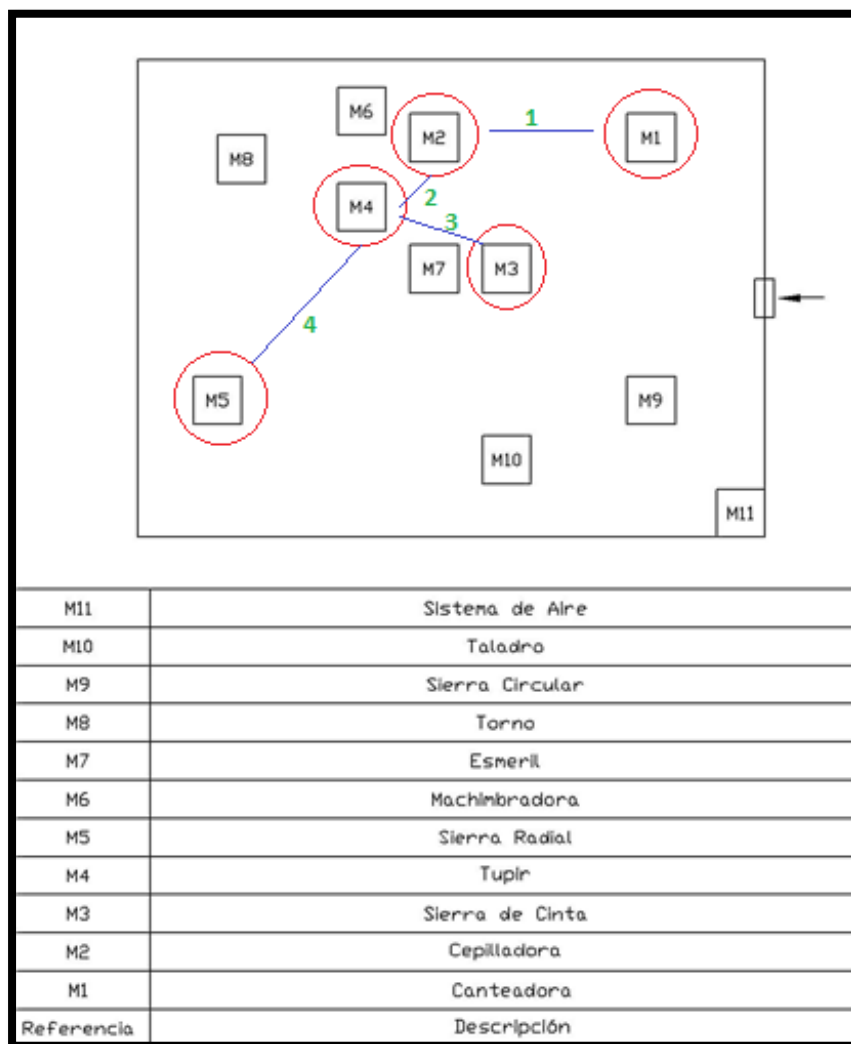 M6
1
M2
M1
M8
2
M4
3
M7
M3
4
M5
M9
M10
M11
M11 Sistema de Aire
M10 Taladro
M9 Sierra Circular
M8 Torno
M7 Esmeril
M6 Machimbradora
M5 Sierra Radial
M4 Tupir
M3 Sierra de Cinta
M2 Cepilladora
M1 Canteadora
Referencia Descripción